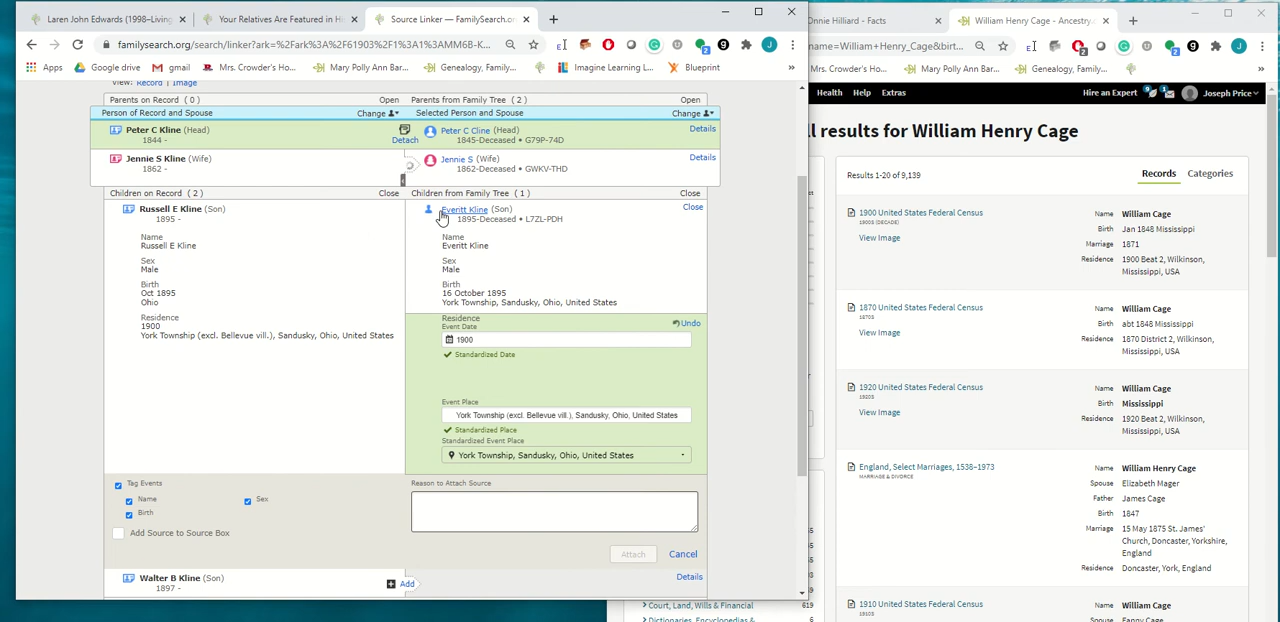 Laren John Edwards (1998–Living
Your Relatives Are Featured in H
Source Linker — FamilySearch.or
familysearch.org/search/linker?ark=%2Fark%3A%2F61903%2F1%3A1%3AMM6B-K...
Apps
Google drive
gmail
Mrs. Crowder's Ho...
Mary Polly Ann Bar...
Genealogy, Family...
Imagine Learning L...
Blueprint
View: Record | Image
Parents on Record ( 0 )
Open
Parents from Family Tree ( 2 )
Open
Person of Record and Spouse
Change
Selected Person and Spouse
Change
Peter C Kline (Head)
1844 -
Detach
Peter C Cline (Head)
1845-Deceased • G79P-74D
Details
Jennie S Kline (Wife)
1862 -
Jennie S (Wife)
1862-Deceased • GWKV-THD
Details
Children on Record ( 2 )
Close
Children from Family Tree ( 1 )
Close
Russell E Kline (Son)
1895 -
Everitt Kline (Son)
1895-Deceased • L7ZL-PDH
Close
Name
Russell E Kline
Sex
Male
Birth
Oct 1895
Ohio
Residence
1900
York Township (excl. Bellevue vill.), Sandusky, Ohio, United States
Name
Everitt Kline
Sex
Male
Birth
16 October 1895
York Township, Sandusky, Ohio, United States
Residence
Event Date
Undo
1900
Standardized Date
Event Place
York Township (excl. Bellevue vill.), Sandusky, Ohio, United States
Standardized Place
Standardized Event Place
York Township, Sandusky, Ohio, United States
Tag Events
Name
Sex
Birth
Add Source to Source Box
Reason to Attach Source
Attach
Cancel
Walter B Kline (Son)
1897 -
Add
Details
onnie Hilliard - Facts
William Henry Cage - Ancestry.
name=William+Henry_Cage&birt...
Mrs. Crowder's Ho...
Mary Polly Ann Bar...
Genealogy, Family...
Health
Help
Extras
Hire an Expert
Joseph Price
ll results for William Henry Cage
Results 1-20 of 9,139
Records
Categories
1900 United States Federal Census
1900S (DECADE)
View Image
Name William Cage
Birth Jan 1848 Mississippi
Marriage 1871
Residence 1900 Beat 2, Wilkinson,
Mississippi, USA
1870 United States Federal Census
1870S
View Image
Name William Cage
Birth abt 1848 Mississippi
Residence 1870 District 2, Wilkinson,
Mississippi, USA
1920 United States Federal Census
1920S
View Image
Name William Cage
Birth Mississippi
Residence 1920 Beat 2, Wilkinson,
Mississippi, USA
England, Select Marriages, 1538–1973
MARRIAGE & DIVORCE
Name William Henry Cage
Spouse Elizabeth Mager
Father James Cage
Birth 1847
Marriage 15 May 1875 St. James'
Church, Doncaster, Yorkshire,
England
Residence Doncaster, York, England
1910 United States Federal Census
1910S
Name William Cage
Spouse Fanny Cage
Court, Land, Wills & Financial
619
Dictionaries, Encyclopedias &